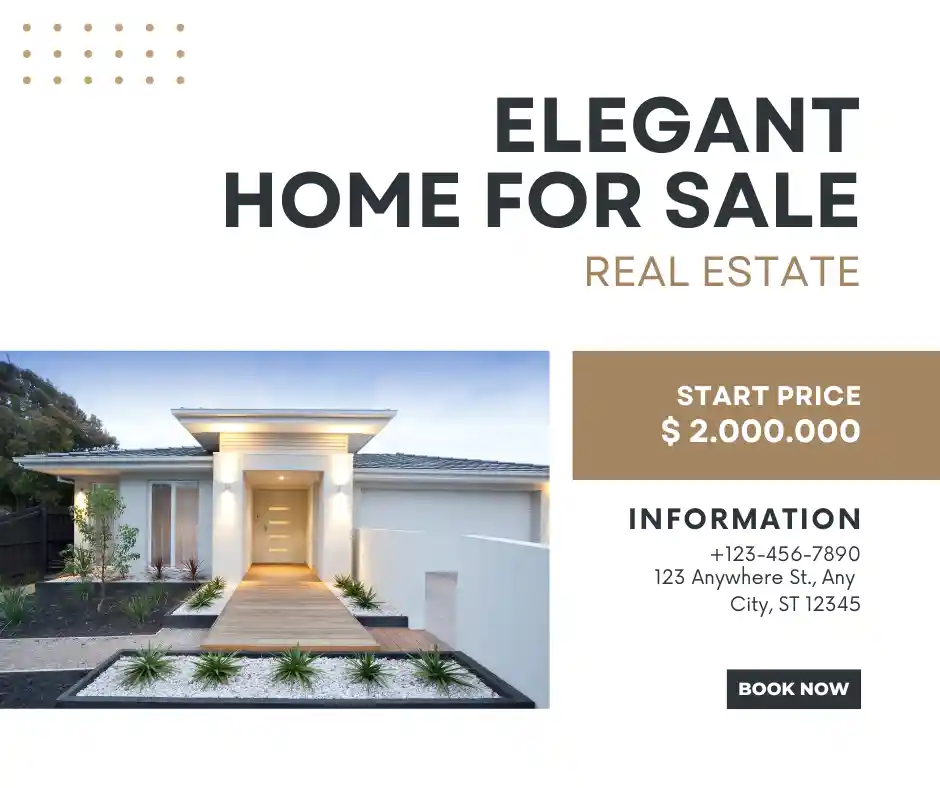 ELEGANT
HOME FOR SALE
REAL ESTATE
START PRICE
$ 2.000.000
INFORMATION
+123-456-7890
123 Anywhere St., Any
City, ST 12345
BOOK NOW